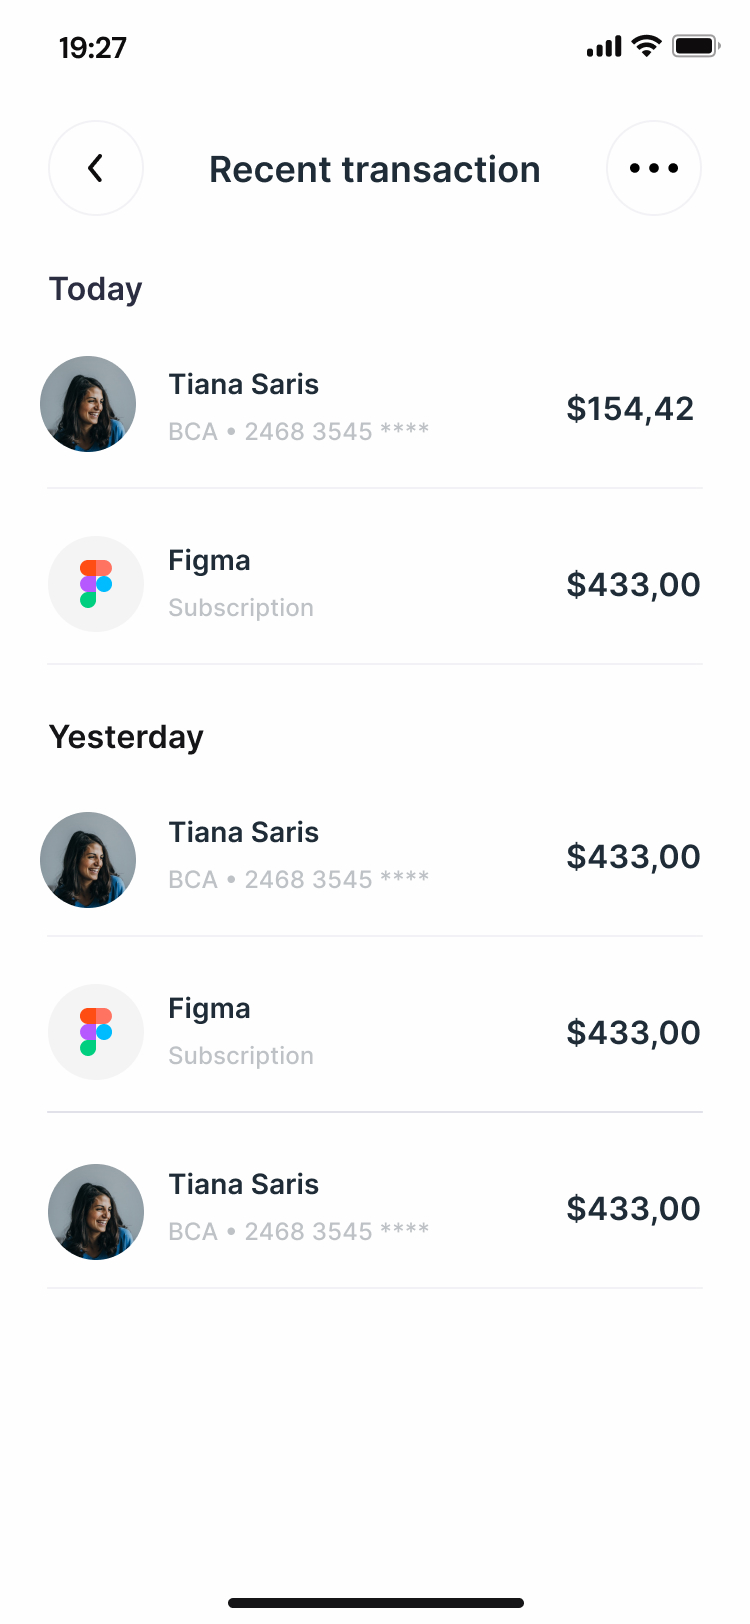 19:27
Recent transaction
Today
Tiana Saris
BCA • 2468 3545 ****
$154,42
Figma
Subscription
$433,00
Yesterday
Tiana Saris
BCA • 2468 3545 ****
$433,00
Figma
Subscription
$433,00
Tiana Saris
BCA • 2468 3545 ****
$433,00